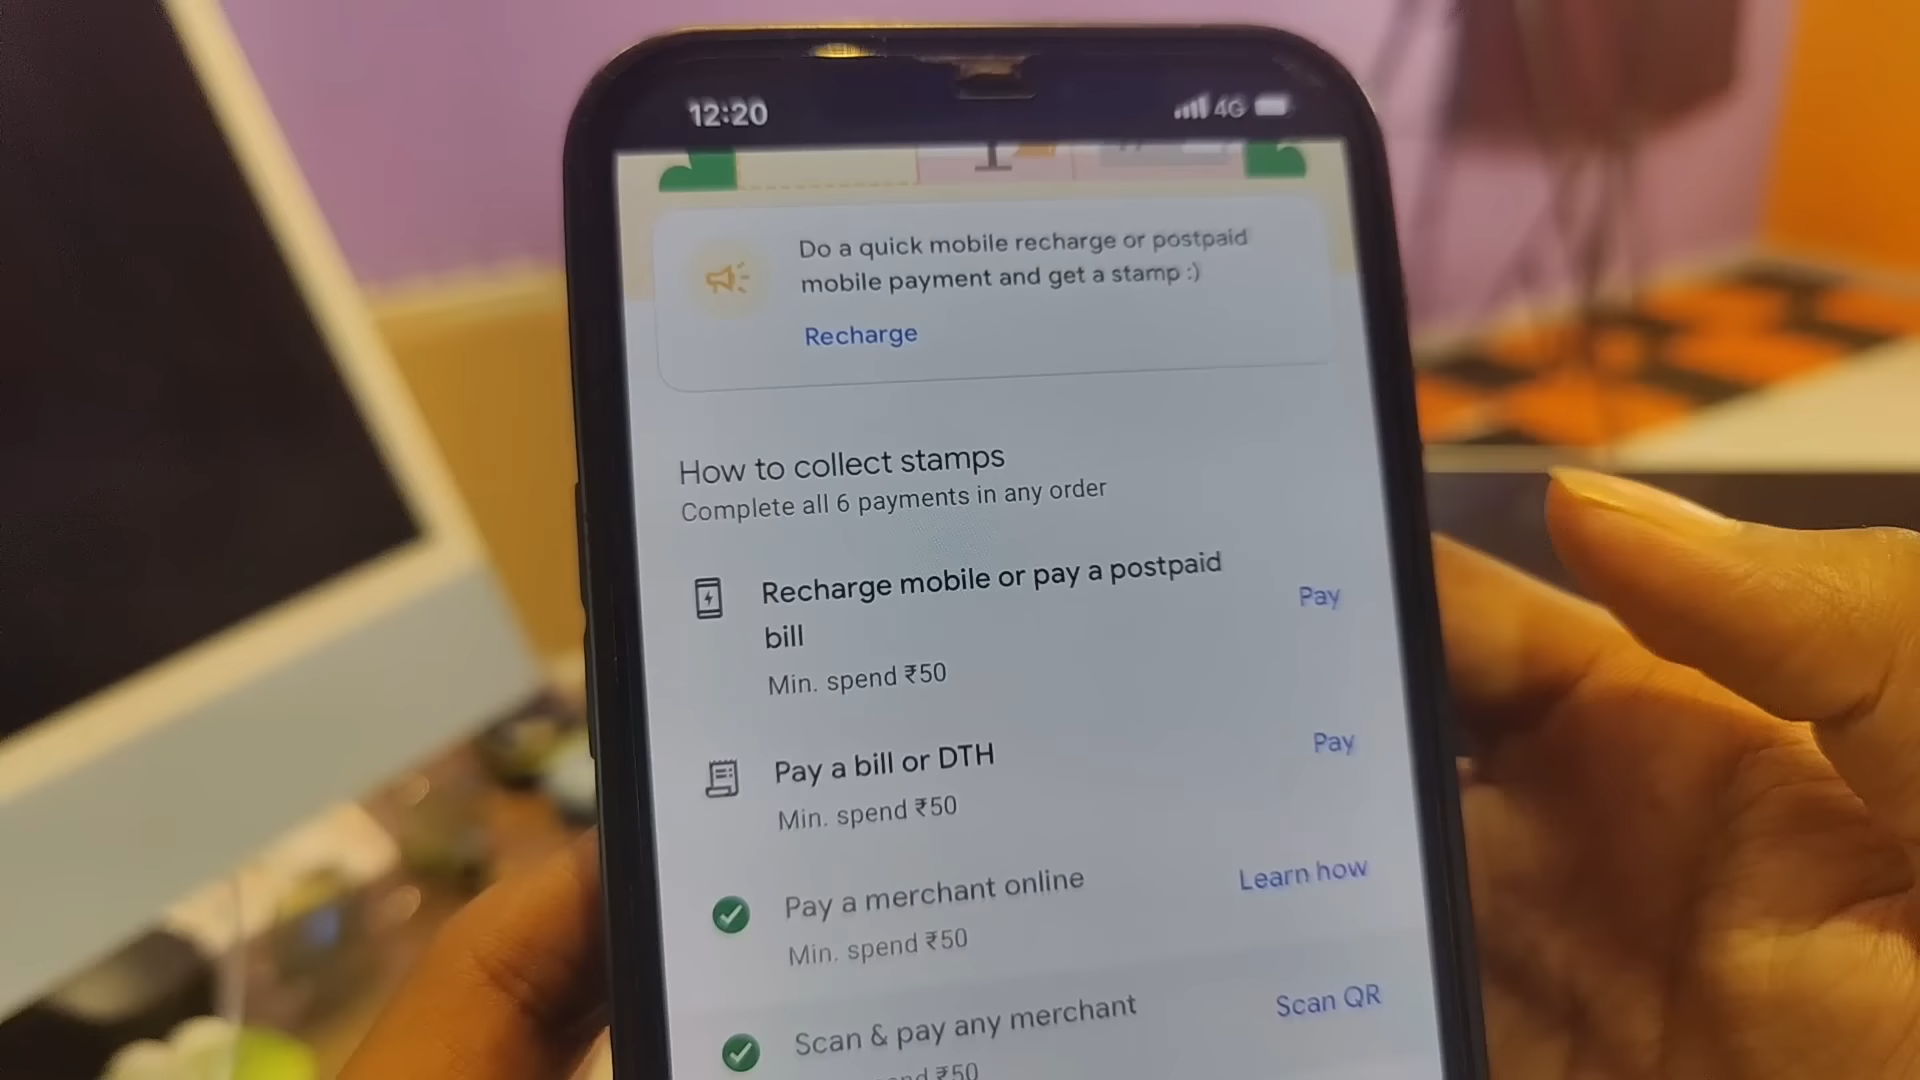 12:20
4G
Do a quick mobile recharge or postpaid
mobile payment and get a stamp :)
Recharge
How to collect stamps
Complete all 6 payments in any order
Recharge mobile or pay a postpaid
bill
Pay
Min. spend ₹50
Pay a bill or DTH
Pay
Min. spend ₹50
Pay a merchant online
Learn how
Min. spend ₹50
Scan & pay any merchant
Scan QR
₹50